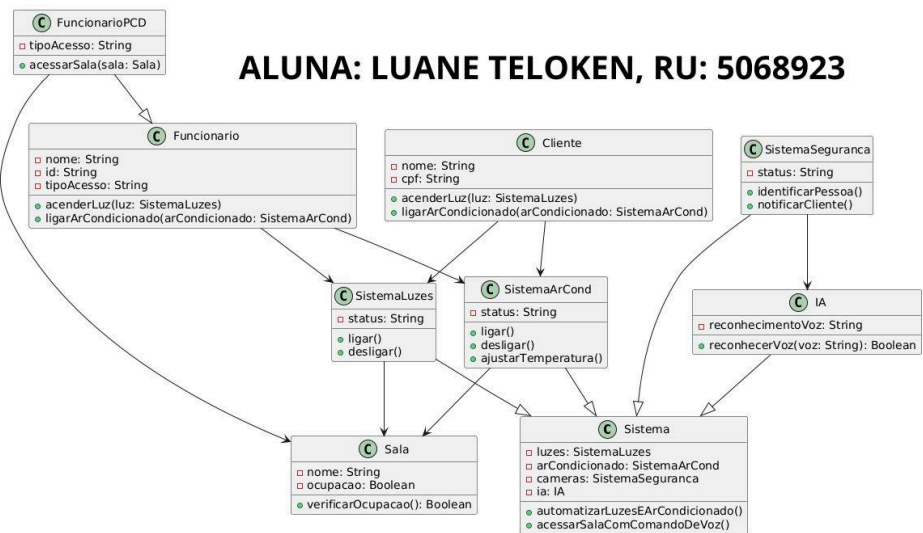 C FuncionarioPCD
tipoAcesso: String
acessarSala(sala: Sala)
ALUNA: LUANE TELOKEN, RU: 5068923
C Funcionario
nome: String
id: String
tipoAcesso: String
acenderLuz(luz: SistemaLuzes)
ligarArCondicionado(arCondicionado: SistemaArCond)
C Cliente
nome: String
cpf: String
acenderLuz(luz: SistemaLuzes)
ligarArCondicionado(arCondicionado: SistemaArCond)
C SistemaSeguranca
status: String
identificarPessoa()
notificarCliente()
C SistemaLuzes
status: String
ligar()
desligar()
C SistemaArCond
status: String
ligar()
desligar()
ajustarTemperatura()
C IA
reconhecimentoVoz: String
reconhecerVoz(voz: String): Boolean
C Sala
nome: String
ocupacao: Boolean
verificarOcupacao(): Boolean
C Sistema
luzes: SistemaLuzes
arCondicionado: SistemaArCond
cameras: SistemaSeguranca
ia: IA
automatizarLuzesEArCondicionado()
acessarSalaComComandoDeVoz()